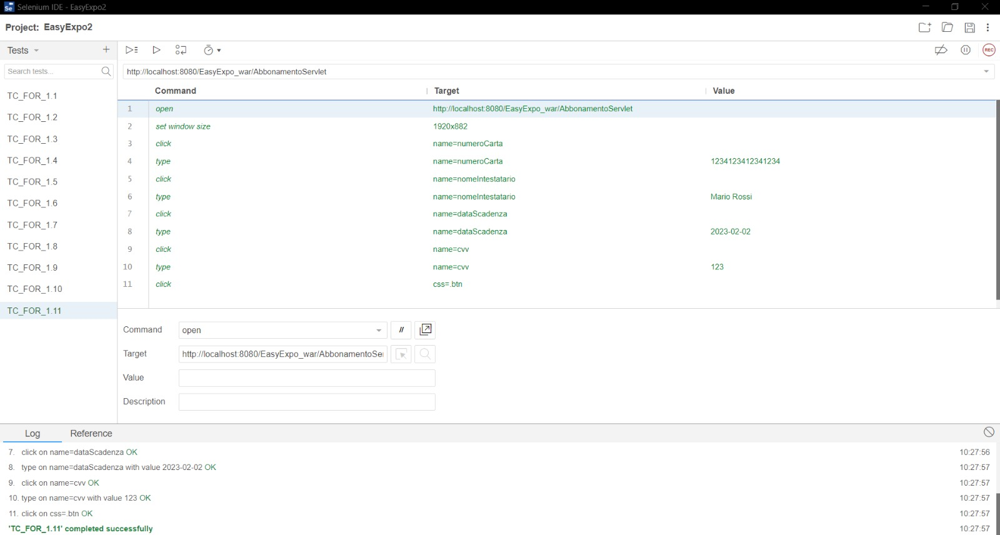 Selenium IDE - EasyExpo2
Project: EasyExpo2
Tests
Search tests...
TC_FOR_1.1
TC_FOR_1.2
TC_FOR_1.3
TC_FOR_1.4
TC_FOR_1.5
TC_FOR_1.6
TC_FOR_1.7
TC_FOR_1.8
TC_FOR_1.9
TC_FOR_1.10
TC_FOR_1.11
REC
http://localhost:8080/EasyExpo_war/AbbonamentoServlet
Command Target Value
1 open http://localhost:8080/EasyExpo_war/AbbonamentoServlet
2 set window size 1920x882
3 click name=numeroCarta
4 type name=numeroCarta 1234123412341234
5 click name=nomeIntestatario
6 type name=nomeIntestatario Mario Rossi
7 click name=dataScadenza
8 type name=dataScadenza 2023-02-02
9 click name=cvv
10 type name=cvv 123
11 click css=.btn
Command open //
Target http://localhost:8080/EasyExpo_war/AbbonamentoSer
Value
Description
Log Reference
7. click on name=dataScadenza OK 10:27:56
8. type on name=dataScadenza with value 2023-02-02 OK 10:27:57
9. click on name=cvv OK 10:27:57
10. type on name=cvv with value 123 OK 10:27:57
11. click on css=.btn OK 10:27:57
'TC_FOR_1.11' completed successfully 10:27:57